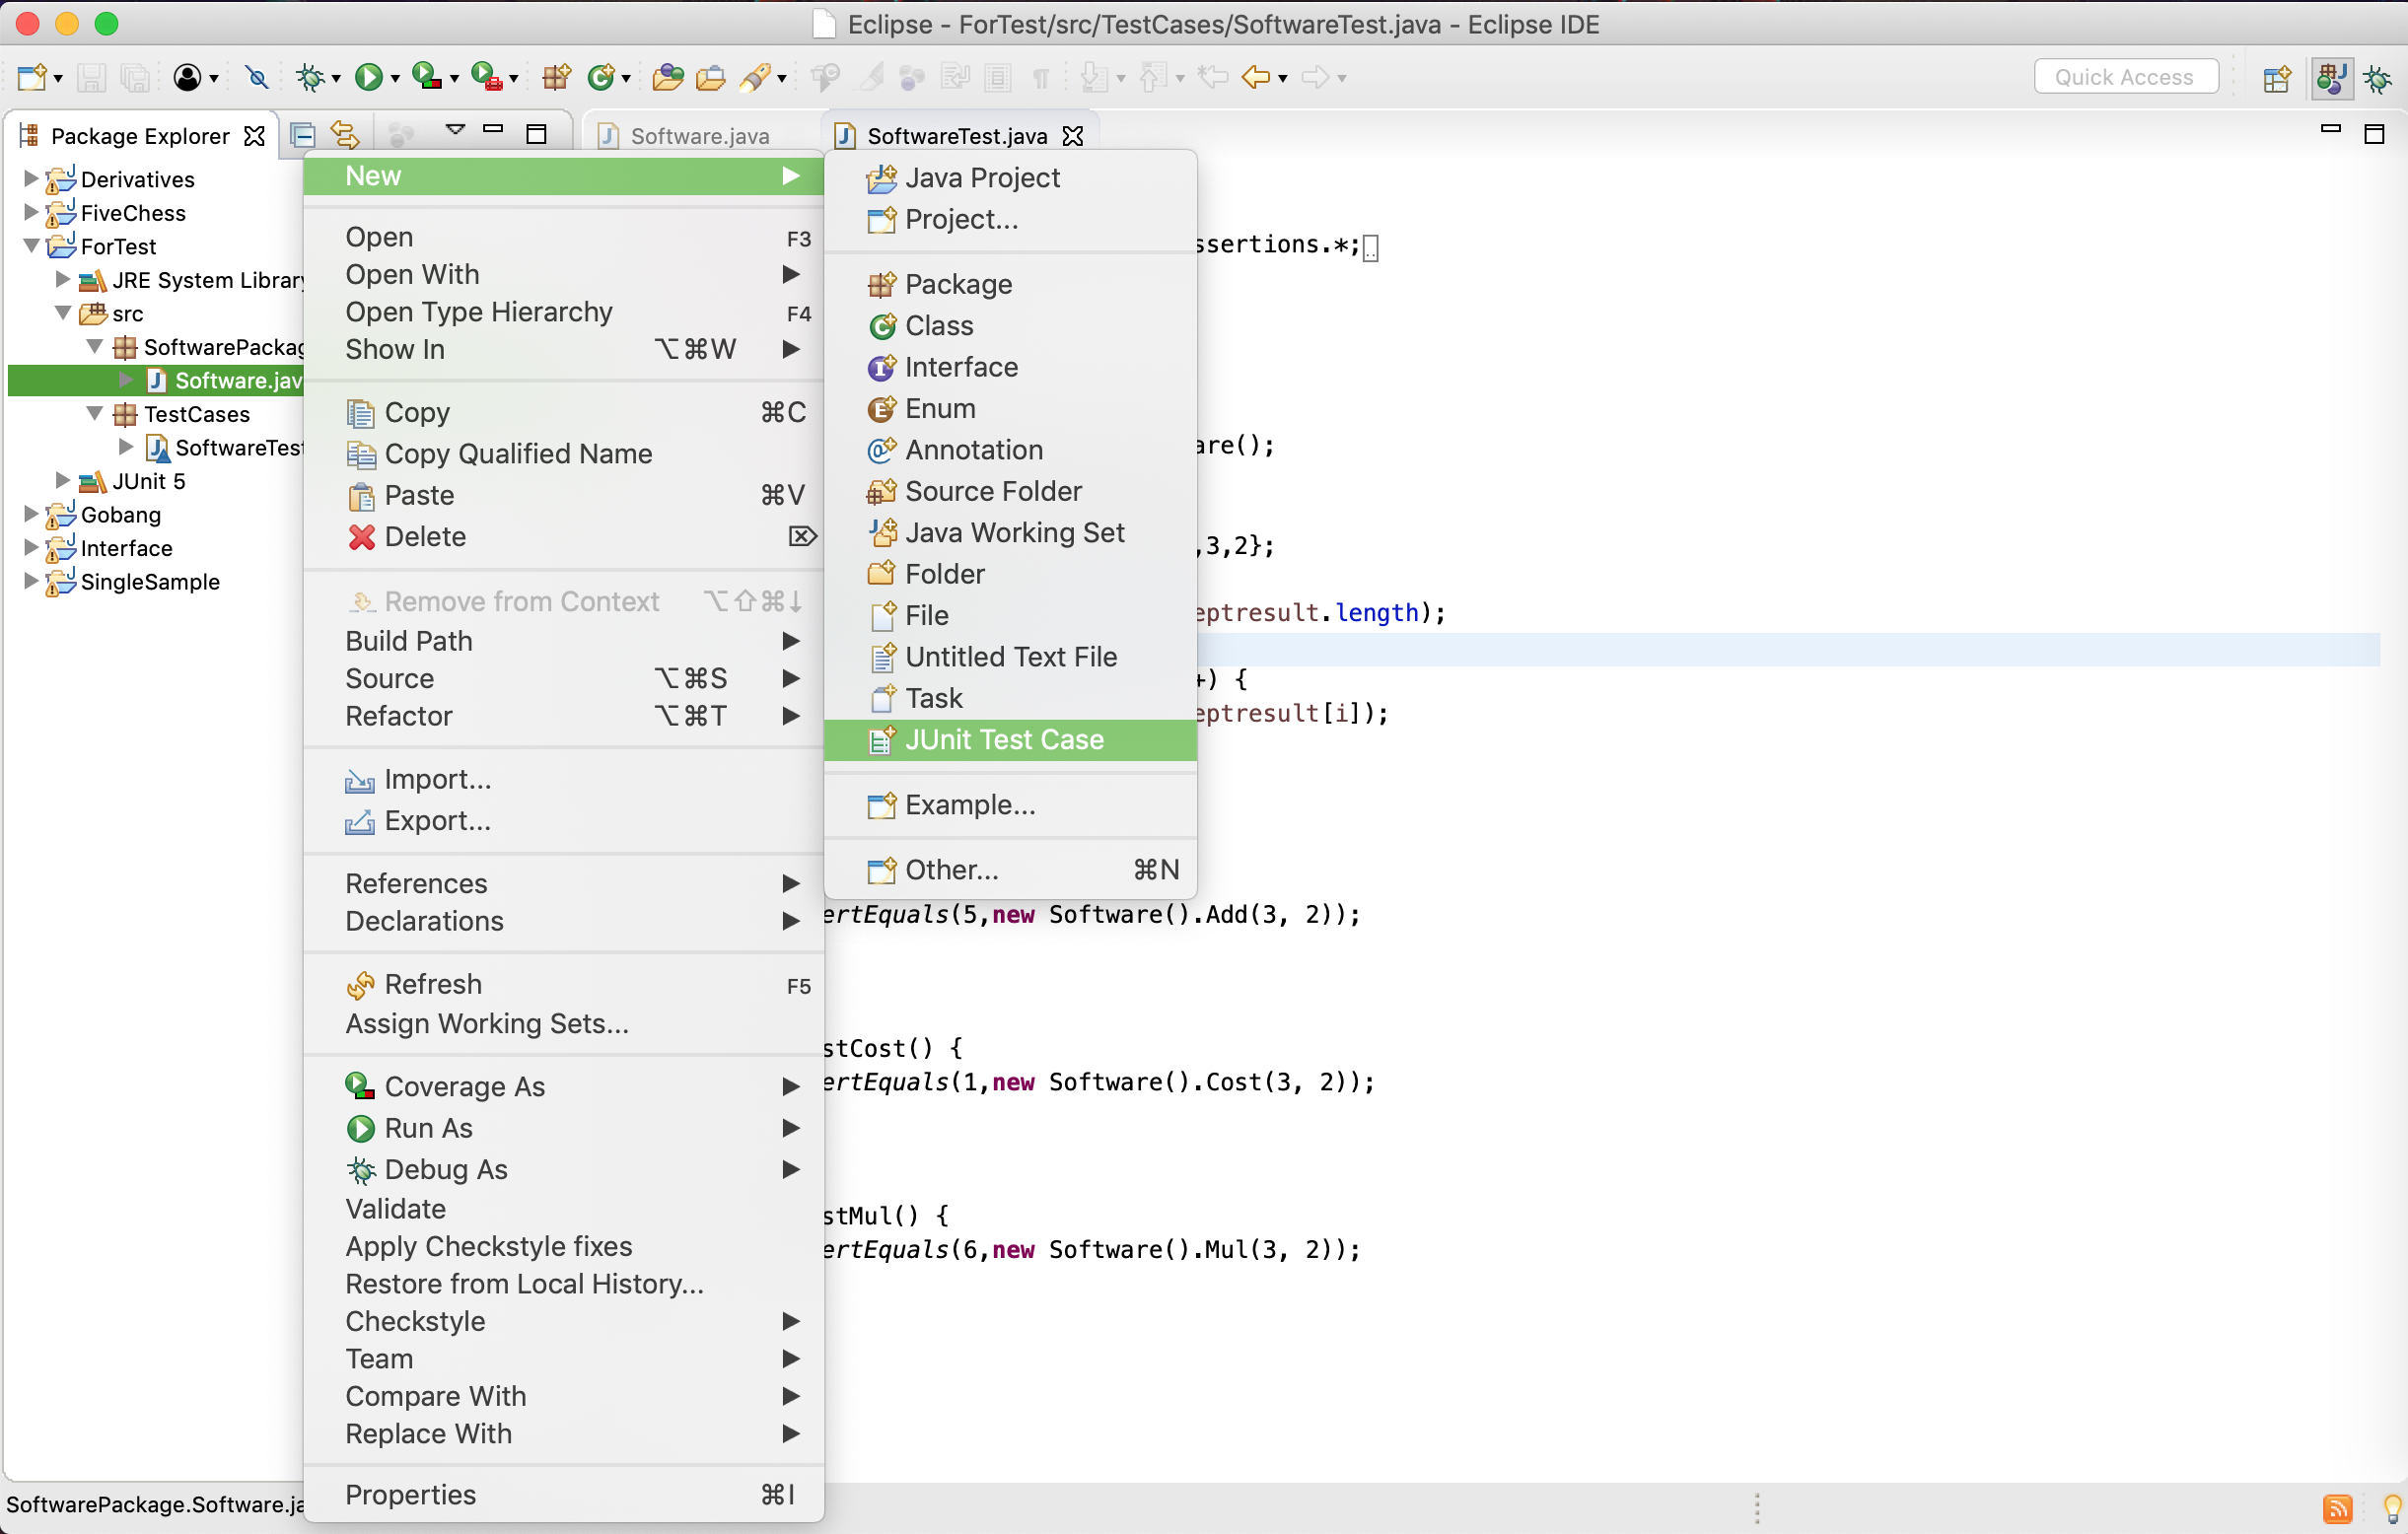 Eclipse - ForTest/src/TestCases/SoftwareTest.java - Eclipse IDE
Quick Access
Package Explorer
Software.java
SoftwareTest.java
Derivatives
FiveChess
ForTest
JRE System Library
src
SoftwarePackag
Software.jav
TestCases
SoftwareTest
JUnit 5
Gobang
Interface
SingleSample
New
Open F3
Open With
Open Type Hierarchy F4
Show In ⌥⌘W
Copy ⌘C
Copy Qualified Name
Paste ⌘V
Delete ⌦
Remove from Context ⌥⇧⌘↓
Build Path
Source ⌥⌘S
Refactor ⌥⌘T
Import...
Export...
References
Declarations
Refresh F5
Assign Working Sets...
Coverage As
Run As
Debug As
Validate
Apply Checkstyle fixes
Restore from Local History...
Checkstyle
Team
Compare With
Replace With
Properties ⌘I
Java Project
Project...
Package
Class
Interface
Enum
Annotation
Source Folder
Java Working Set
Folder
File
Untitled Text File
Task
JUnit Test Case
Example...
Other... ⌘N
ssertions.*;
are();
,3,2};
eptresult.length);
+) {
eptresult[i]);
ertEquals(5,new Software().Add(3, 2));
stCost() {
ertEquals(1,new Software().Cost(3, 2));
stMul() {
ertEquals(6,new Software().Mul(3, 2));
SoftwarePackage.Software.ja